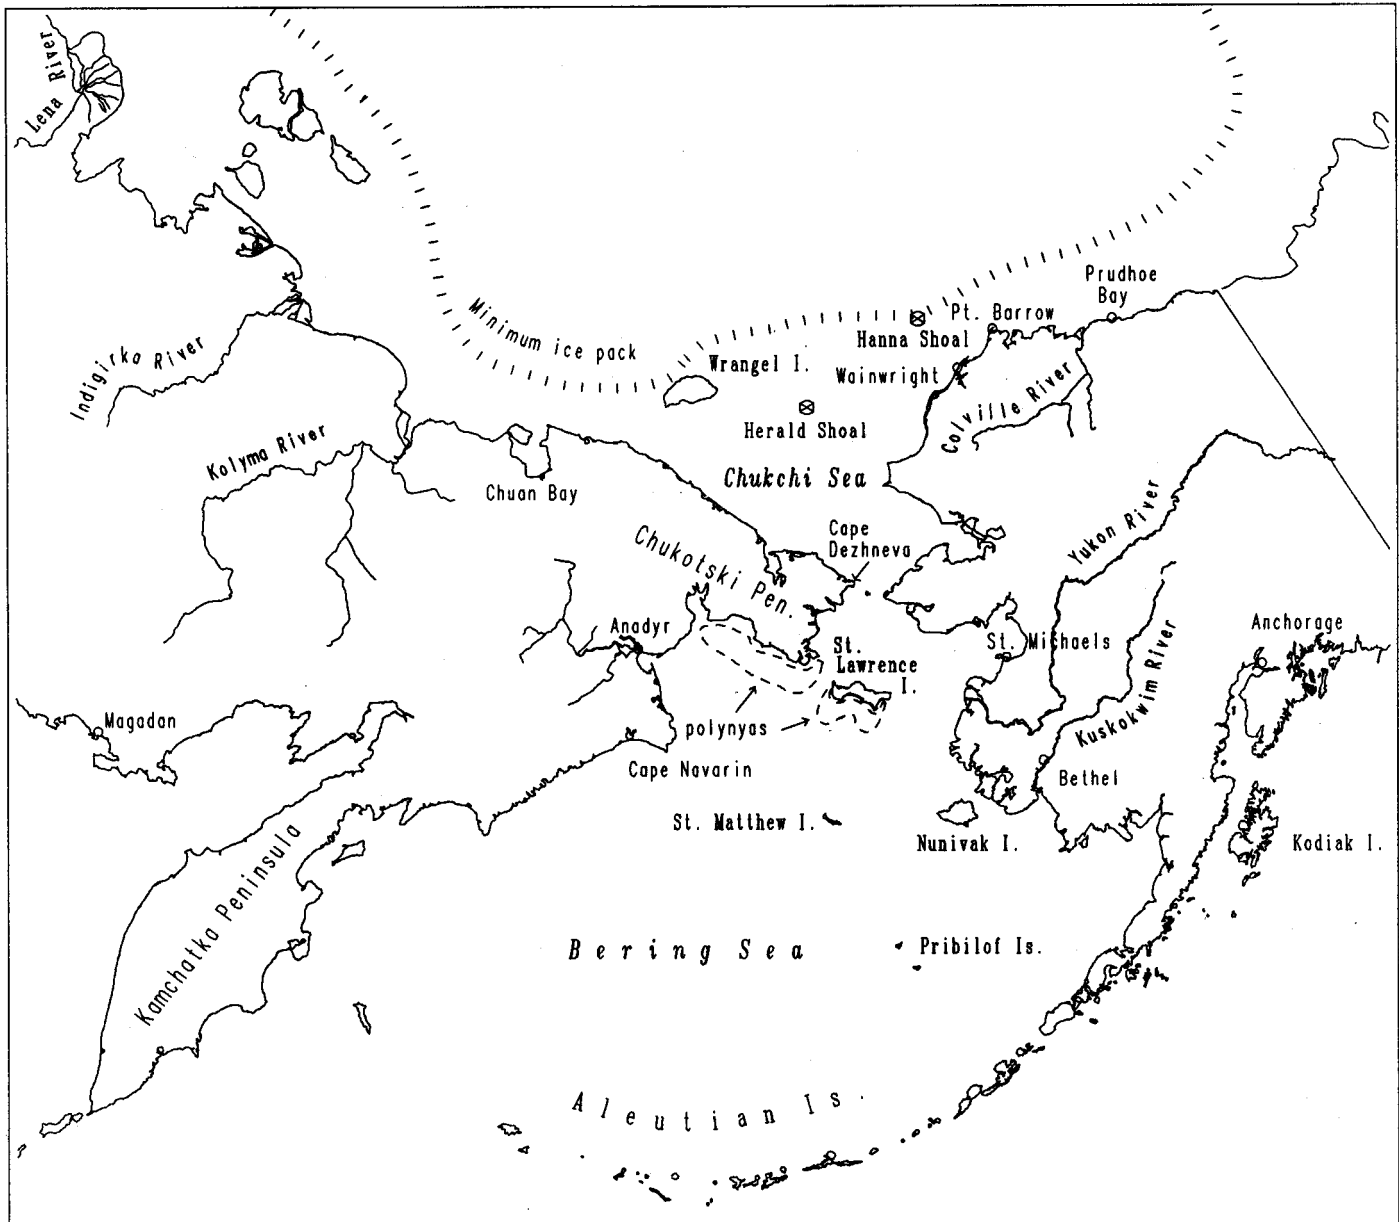 Lena River
Prudhoe
Bay
Minimum ice pack
Pt. Barrow
Hanna Shoal
Indigirka River
Wrangel I.
Wainwright
Colville River
Herald Shoal
Kolyma River
Chukchi Sea
Chuan Bay
Yukon River
Cape
Dezhneva
Chukotski Pen.
Anadyr
St. Michaels
Anchorage
St.
Lawrence
I.
Kuskokwim River
Magadan
polynyas
Cape Navarin
Bethel
St. Matthew I.
Nunivak I.
Kodiak I.
Kamchatka Peninsula
Bering Sea
Pribilof Is.
Aleutian Is.